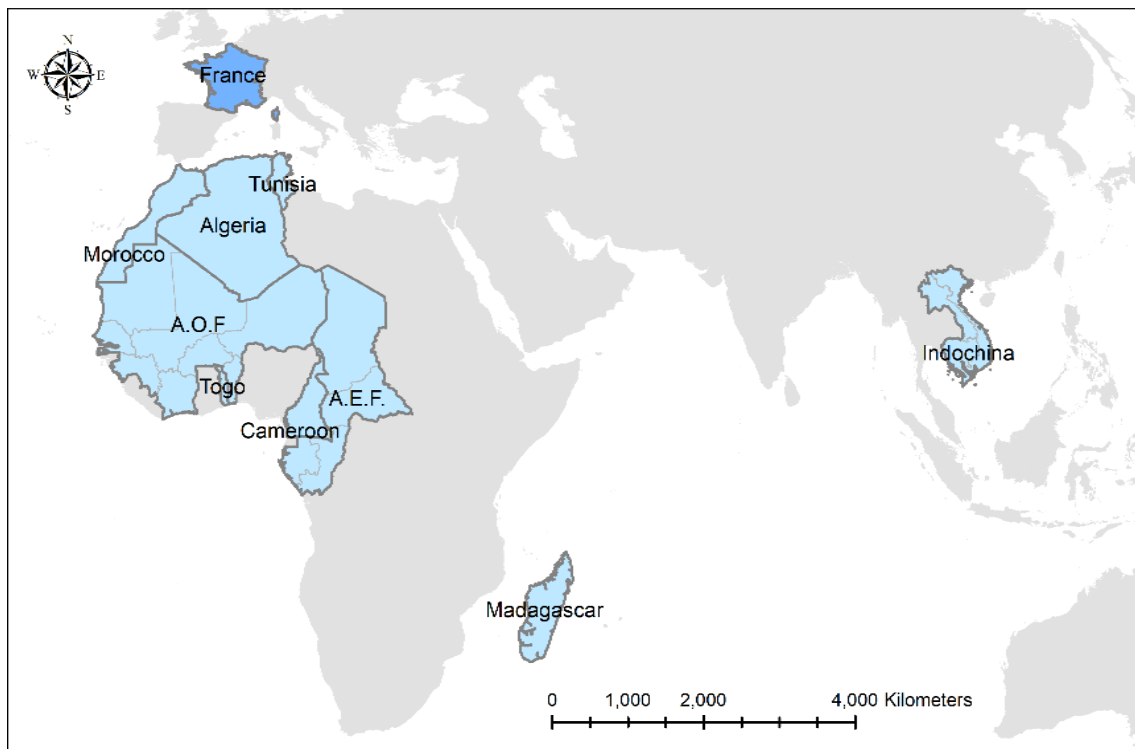 N
W E
S
France
Tunisia
Algeria
Morocco
A.O.F
Indochina
Togo
A.E.F.
Cameroon
Madagascar
0 1,000 2,000 4,000 Kilometers